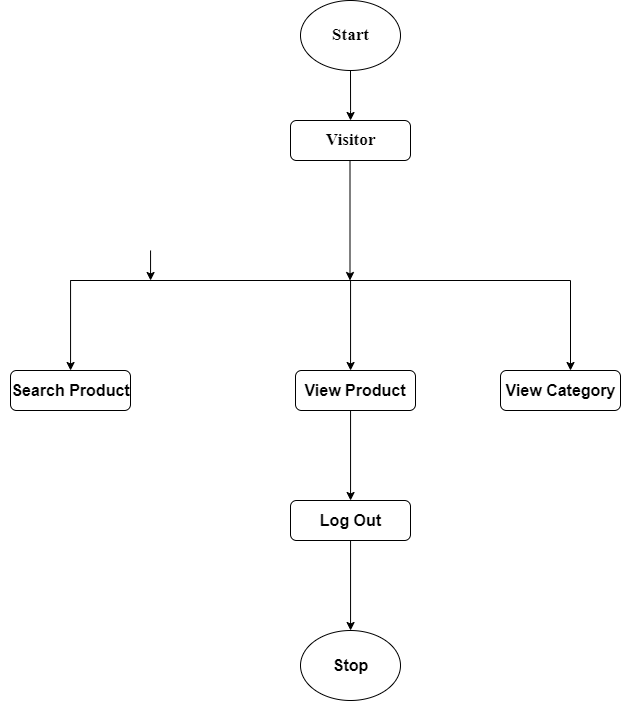 Start
Visitor
Search Product
View Product
View Category
Log Out
Stop